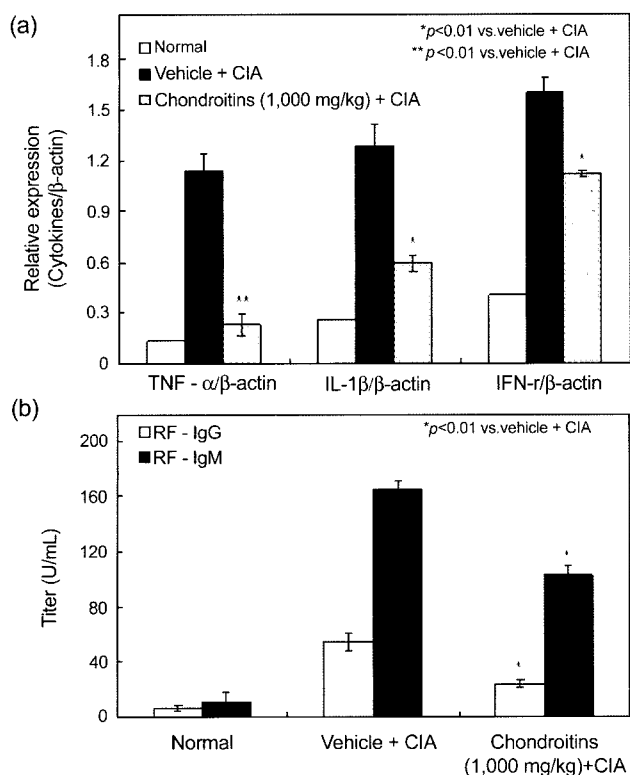 (a)
*p<0.01 vs.vehicle + CIA
**p<0.01 vs.vehicle + CIA
Normal
Vehicle + CIA
Chondroitins (1,000 mg/kg) + CIA
Relative expression
(Cytokines/β-actin)
1.8
1.5
1.2
0.9
0.6
0.3
0
**
*
*
TNF - α/β-actin
IL-1β/β-actin
IFN-r/β-actin
(b)
RF - IgG
RF - IgM
*p<0.01 vs.vehicle + CIA
Titer (U/mL)
200
160
120
80
40
0
*
*
Normal
Vehicle + CIA
Chondroitins
(1,000 mg/kg)+CIA